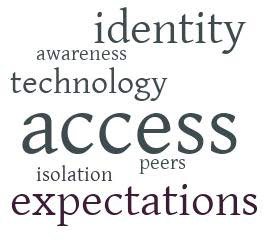 identity
awareness
technology
access
peers
isolation
expectations